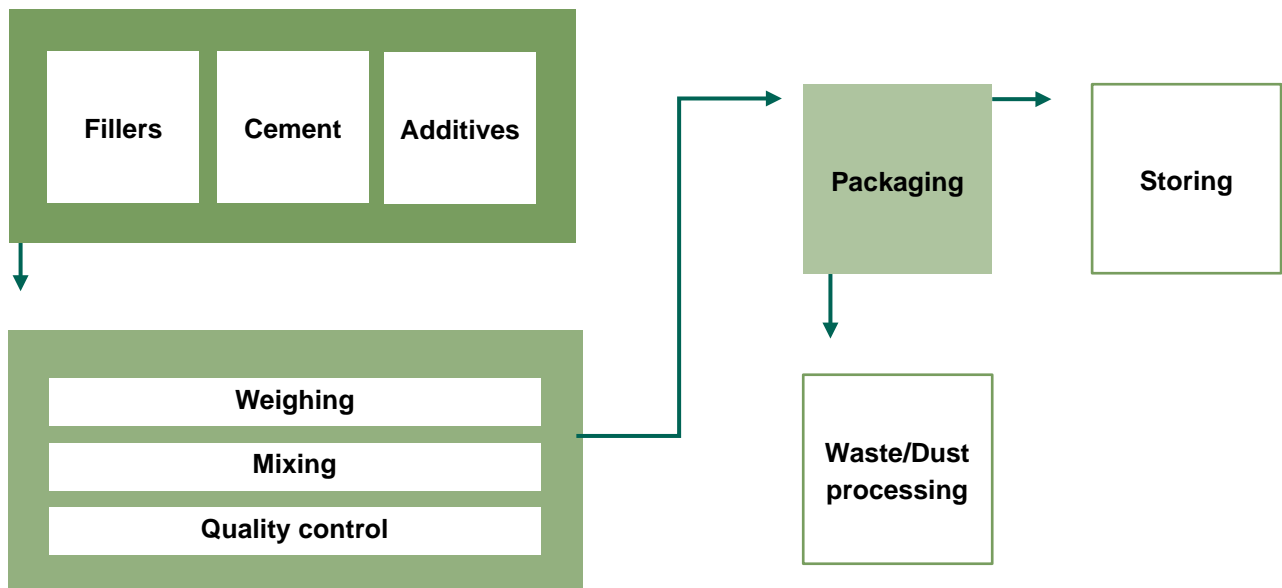 Fillers
Cement
Additives
Weighing
Mixing
Quality control
Packaging
Storing
Waste/Dust
processing